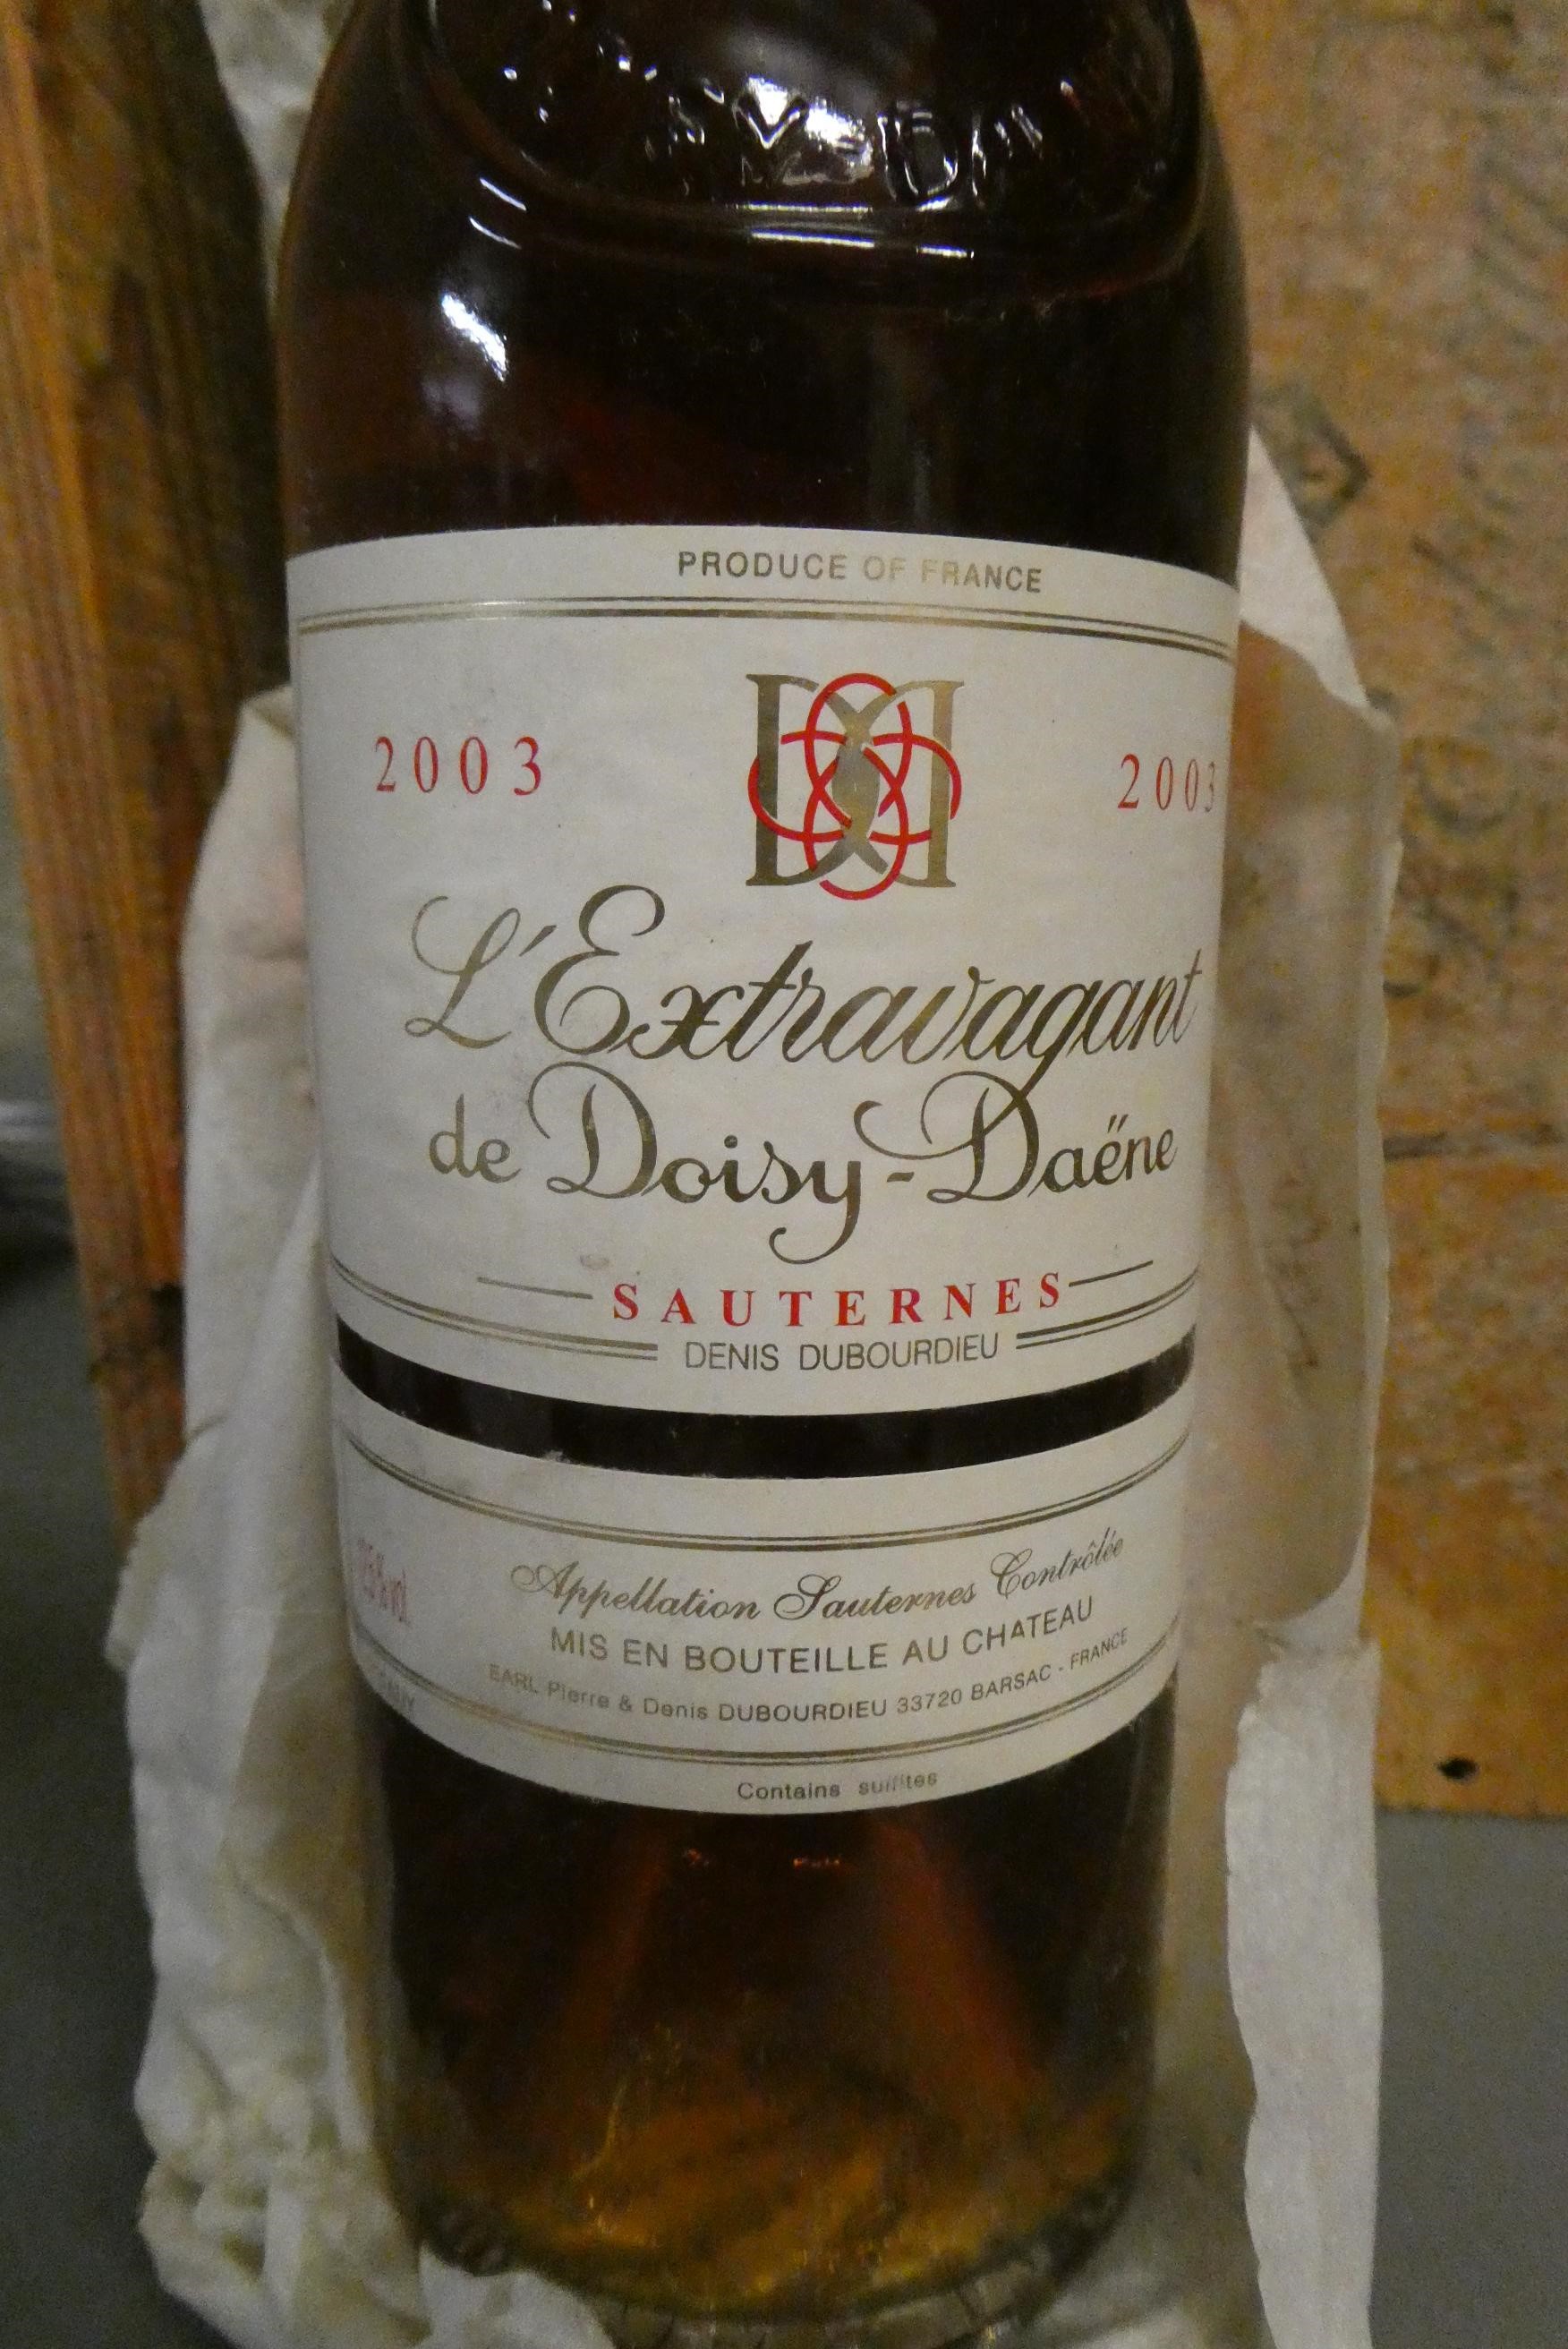 PRODUCE OF FRANCE
2003 2003
L'Extravagant
de Doisy-Daëne
SAUTERNES
DENIS DUBOURDIEU
Appellation Sauternes Contrôlée
MIS EN BOUTEILLE AU CHATEAU
EARL Pierre & Denis DUBOURDIEU 33720 BARSAC - FRANCE
Contains sulfites